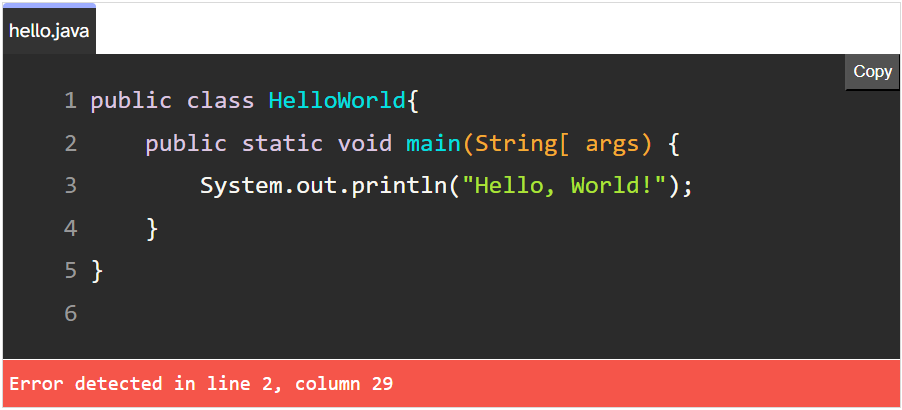 hello.java
Copy
1 public class HelloWorld{
2     public static void main(String[ args) {
3         System.out.println("Hello, World!");
4     }
5 }
6
Error detected in line 2, column 29